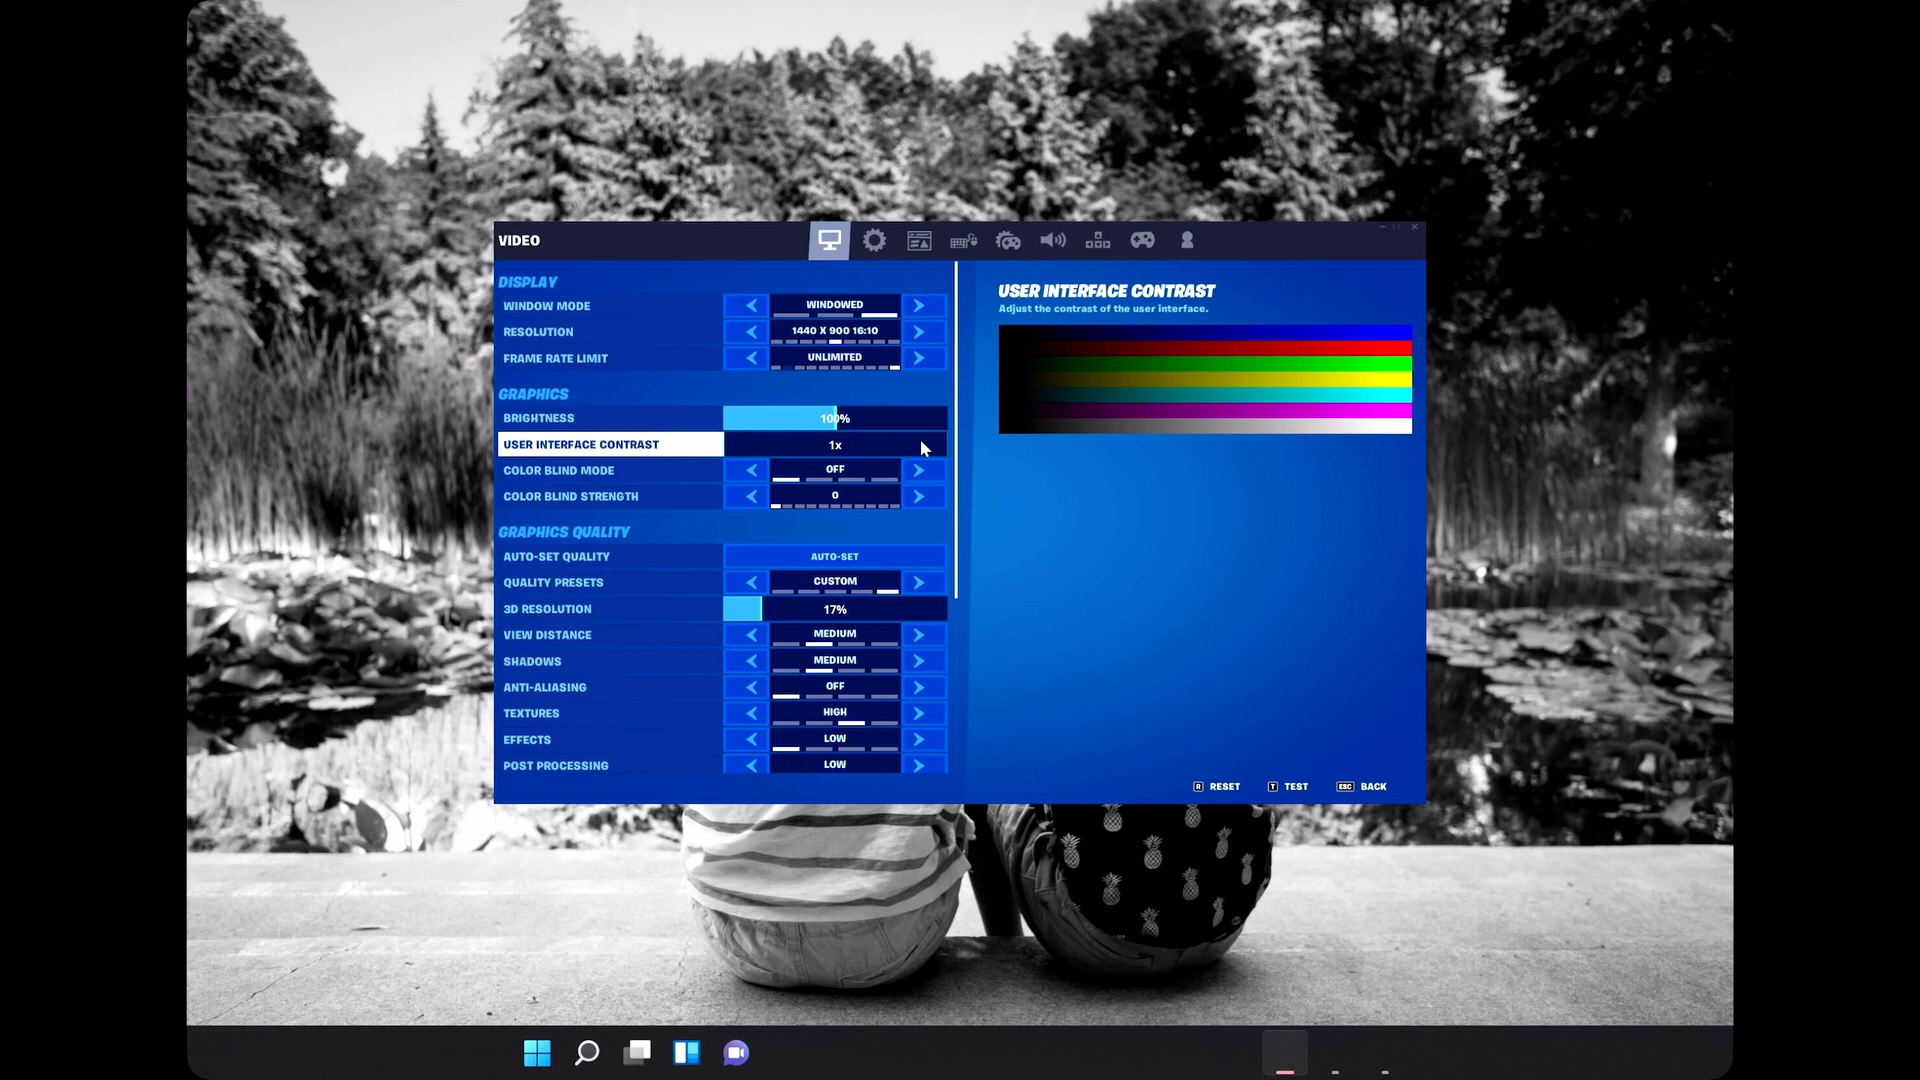 VIDEO
DISPLAY
WINDOW MODE WINDOWED
RESOLUTION 1440 X 900 16:10
FRAME RATE LIMIT UNLIMITED
GRAPHICS
BRIGHTNESS 100%
USER INTERFACE CONTRAST 1x
COLOR BLIND MODE OFF
COLOR BLIND STRENGTH 0
GRAPHICS QUALITY
AUTO-SET QUALITY AUTO-SET
QUALITY PRESETS CUSTOM
3D RESOLUTION 17%
VIEW DISTANCE MEDIUM
SHADOWS MEDIUM
ANTI-ALIASING OFF
TEXTURES HIGH
EFFECTS LOW
POST PROCESSING LOW
USER INTERFACE CONTRAST
Adjust the contrast of the user interface.
R RESET T TEST ESC BACK